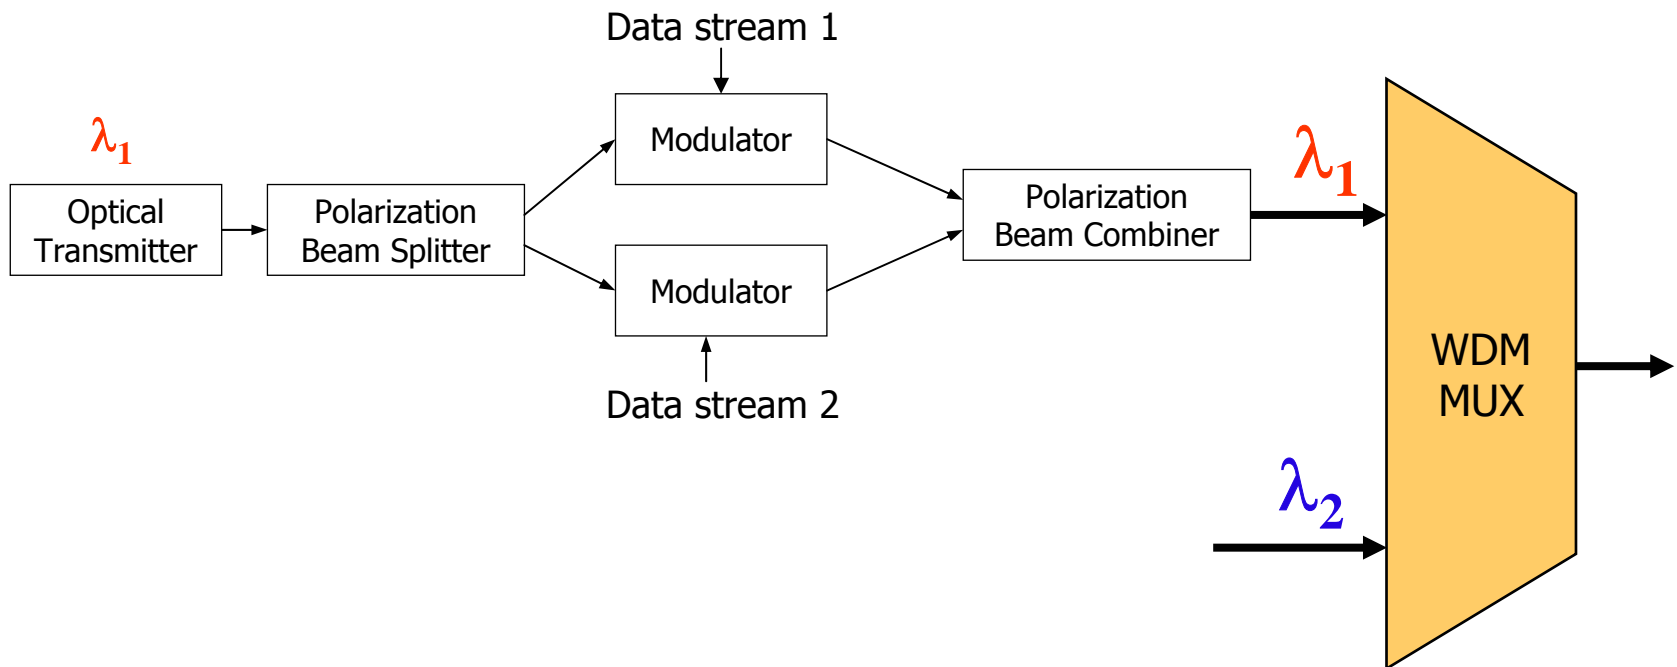 Data stream 1
λ1
Optical
Transmitter
Polarization
Beam Splitter
Modulator
Modulator
Data stream 2
Polarization
Beam Combiner
λ1
λ2
WDM
MUX